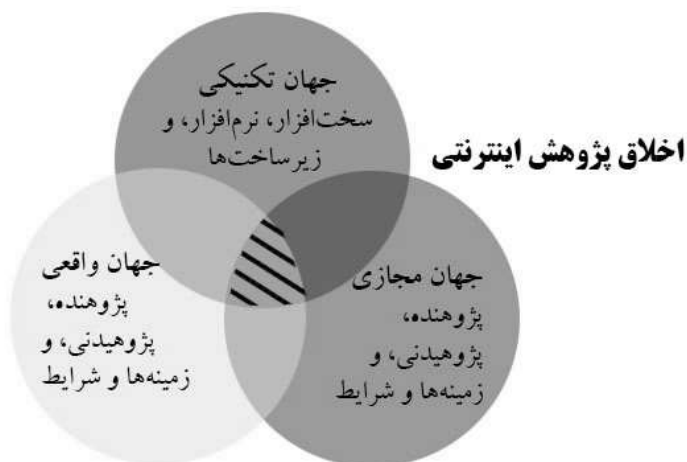 جهان تکنیکی
سخت‌افزار، نرم‌افزار، و
زیرساخت‌ها
اخلاق پژوهش اینترنتی
جهان مجازی
پژوهنده،
پژوهیدنی، و
زمینه‌ها و شرایط
جهان واقعی
پژوهنده،
پژوهیدنی، و
زمینه‌ها و شرایط